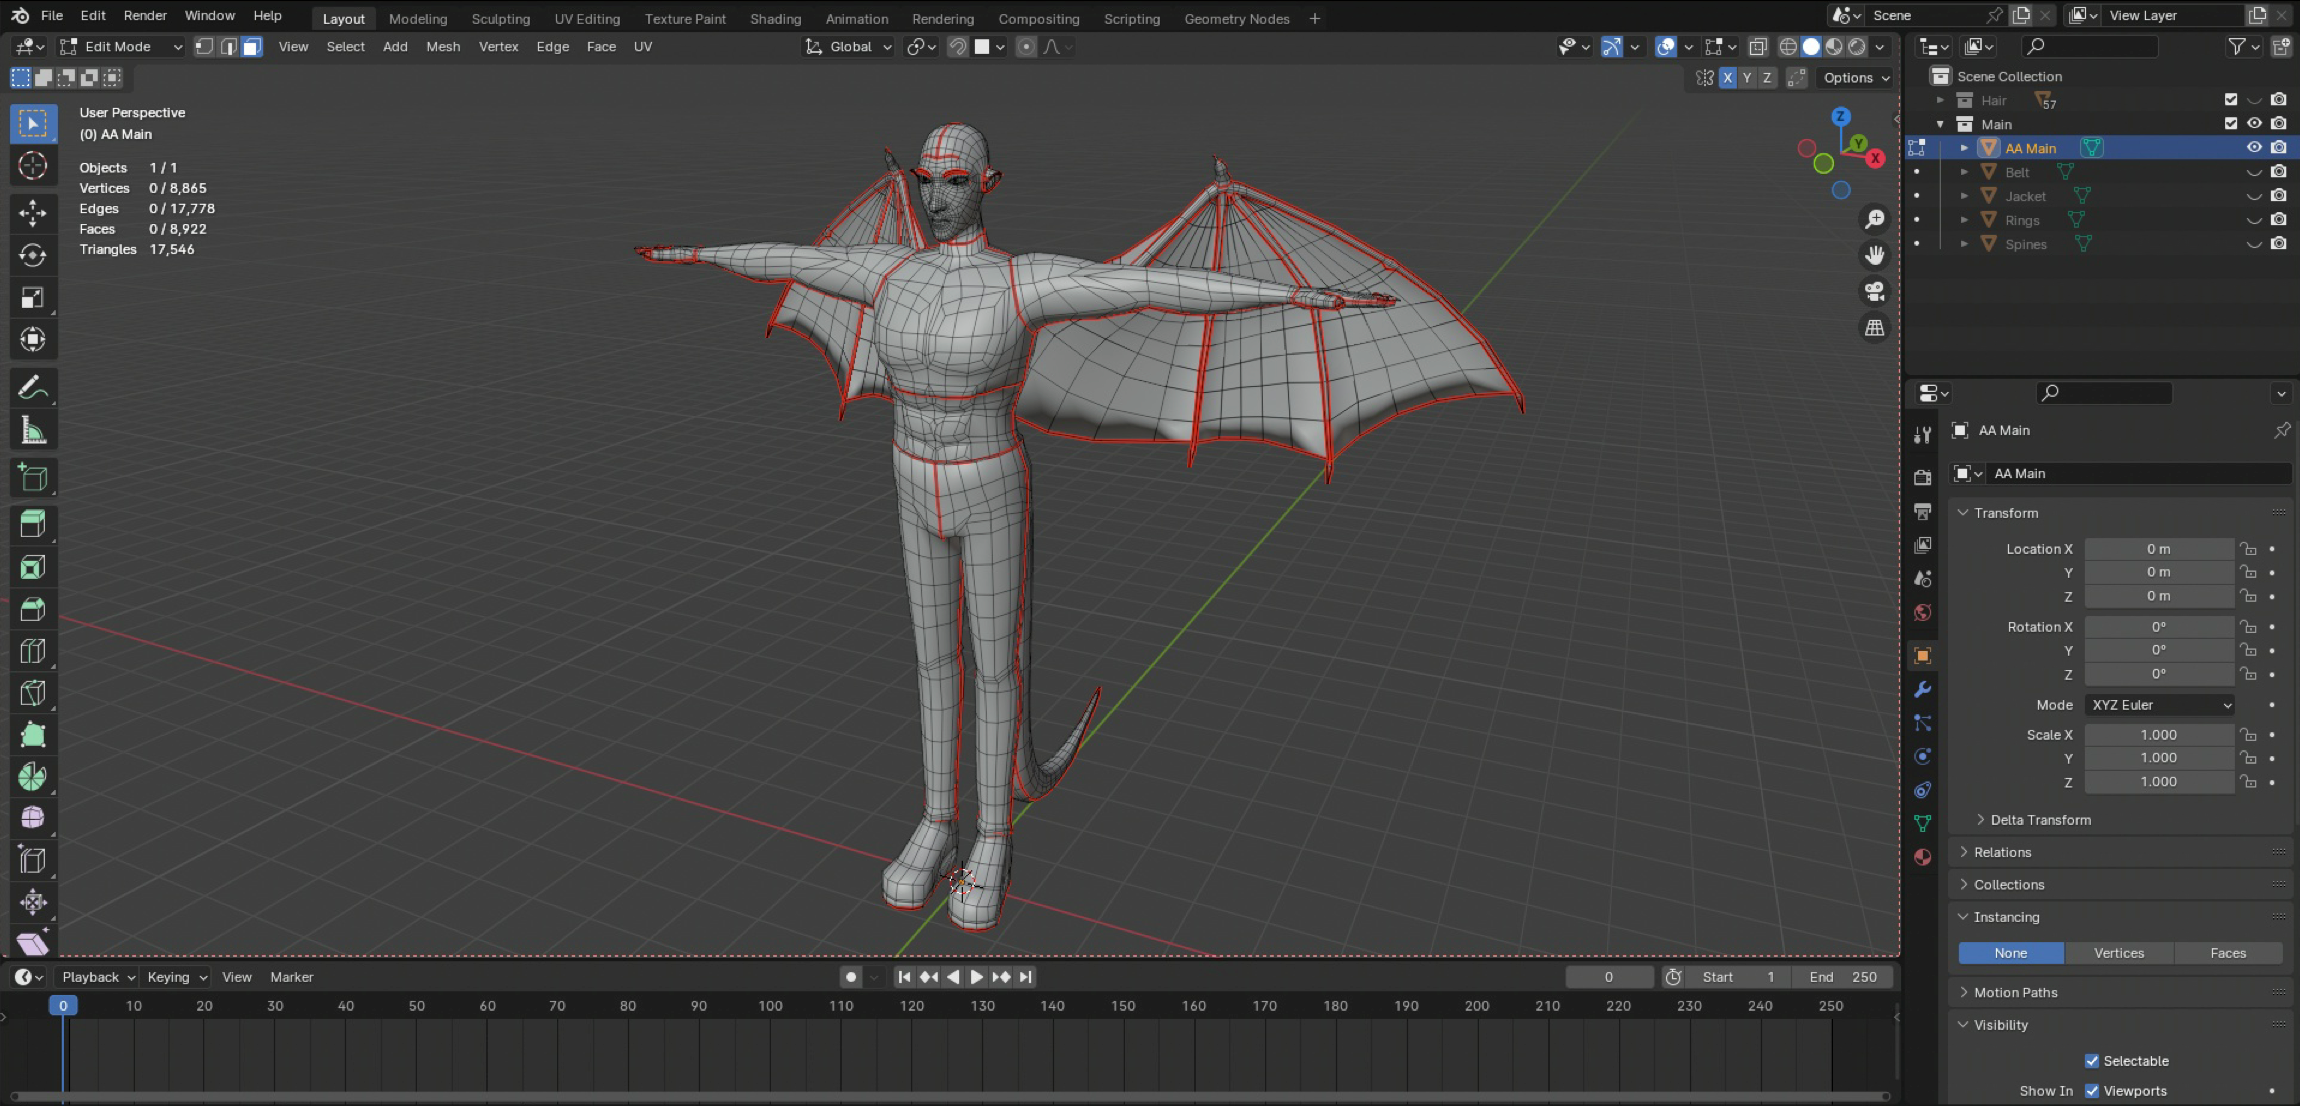 File Edit Render Window Help Layout Modeling Sculpting UV Editing Texture Paint Shading Animation Rendering Compositing Scripting Geometry Nodes + Scene View Layer
Edit Mode View Select Add Mesh Vertex Edge Face UV Global
X Y Z Options
User Perspective
(0) AA Main
Objects 1 / 1
Vertices 0 / 8,865
Edges 0 / 17,778
Faces 0 / 8,922
Triangles 17,546
Z
Y
X
Scene Collection
Hair 57
Main
AA Main
Belt
Jacket
Rings
Spines
AA Main
AA Main
Transform
Location X 0 m
Y 0 m
Z 0 m
Rotation X 0°
Y 0°
Z 0°
Mode XYZ Euler
Scale X 1.000
Y 1.000
Z 1.000
Delta Transform
Relations
Collections
Instancing
None Vertices Faces
Motion Paths
Visibility
Selectable
Show In Viewports
Playback Keying View Marker 0 Start 1 End 250
0 10 20 30 40 50 60 70 80 90 100 110 120 130 140 150 160 170 180 190 200 210 220 230 240 250